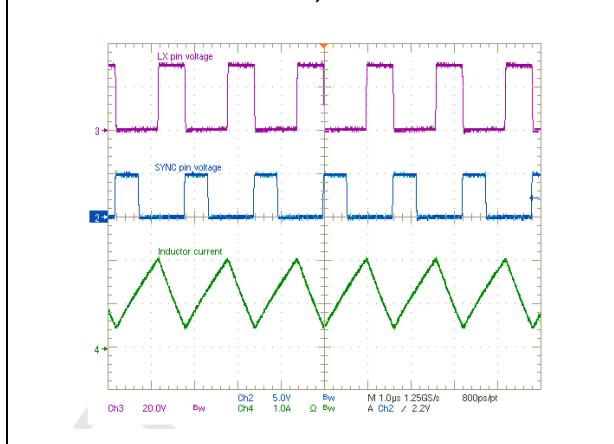 LX pin voltage
3
SYNC pin voltage
2
Inductor current
4
Ch2 5.0V Bw M 1.0µs 1.25GS/s 800ps/pt
Ch3 20.0V Bw Ch4 1.0A Ω Bw A Ch2 / 2.2V